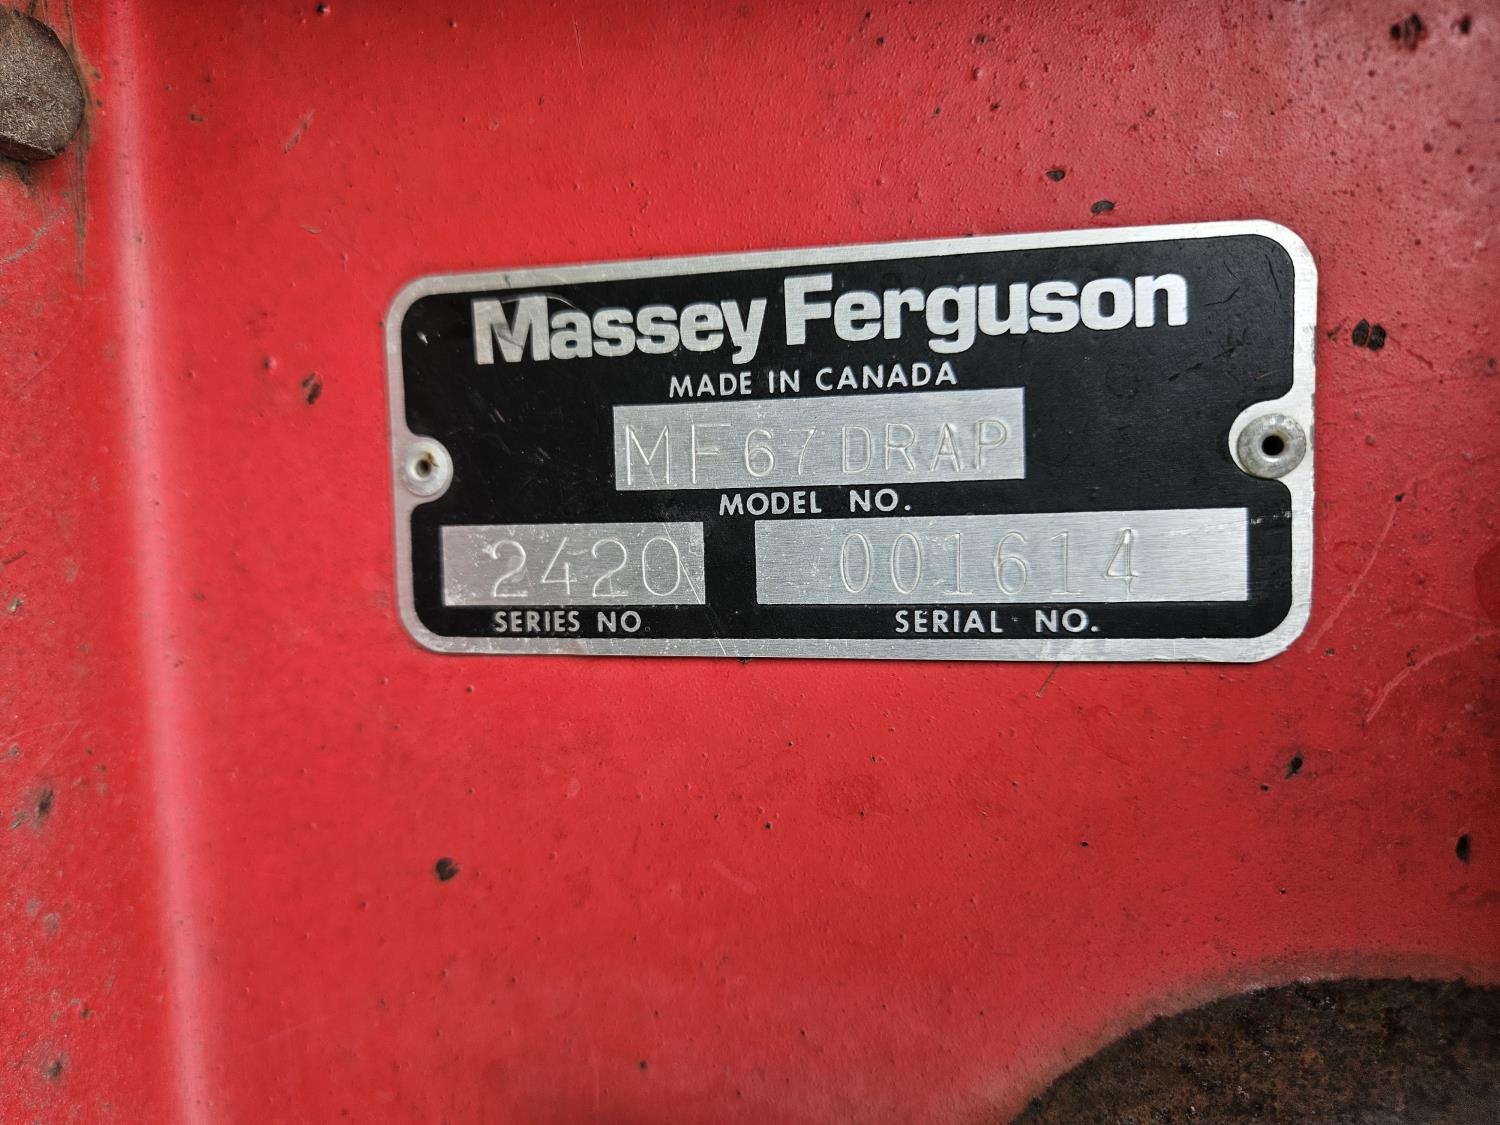 Massey Ferguson
MADE IN CANADA
MF67DRAP
MODEL NO.
2420 001614
SERIES NO. SERIAL NO.